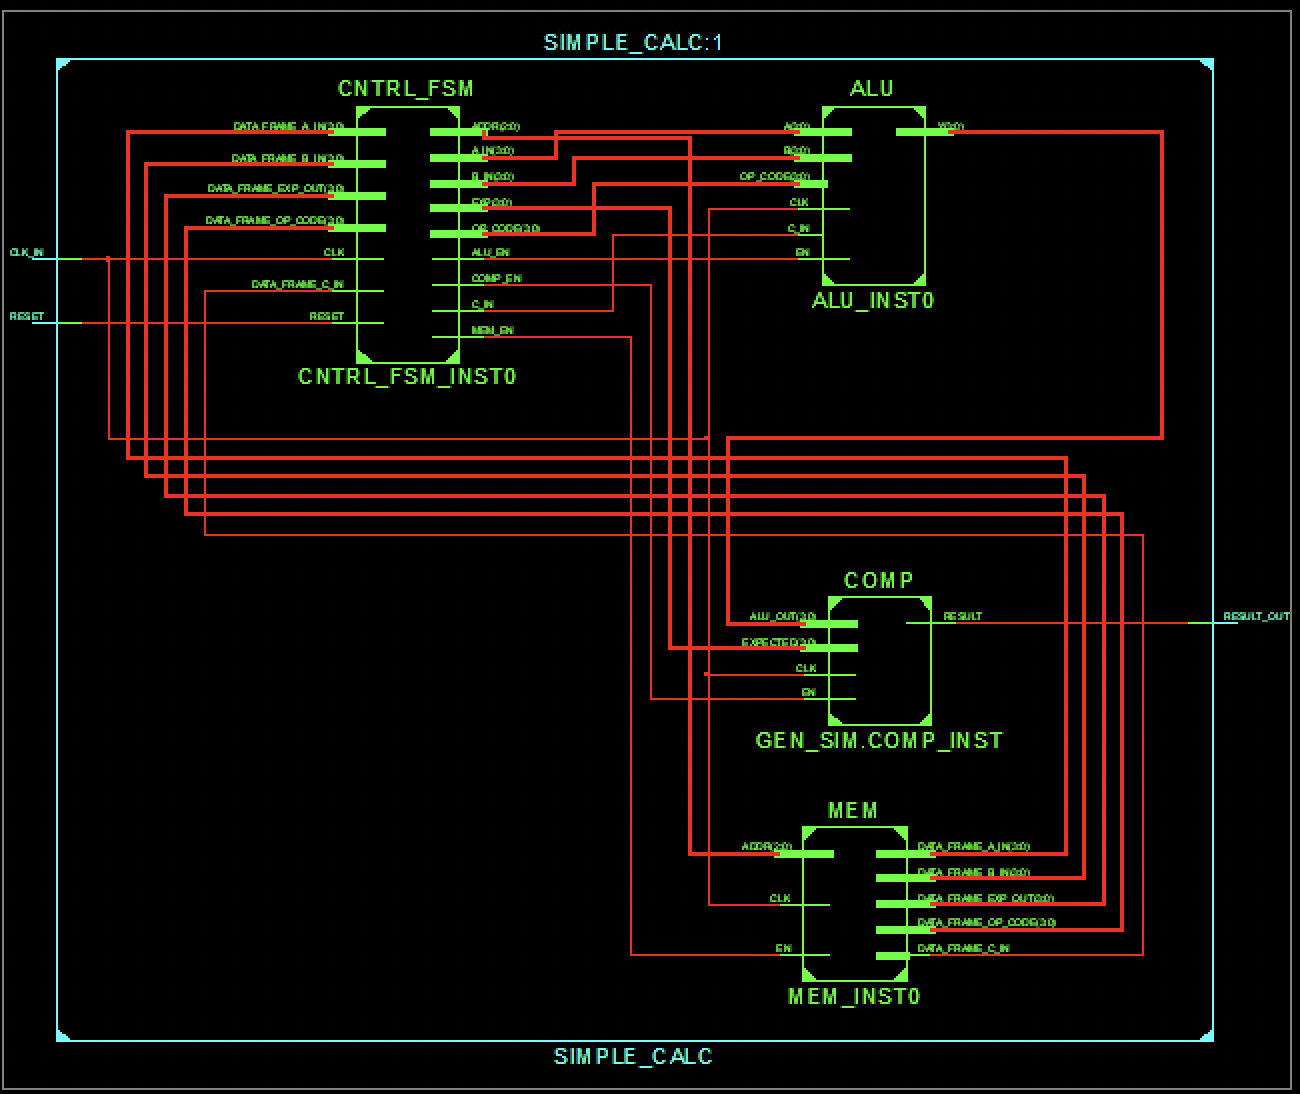 SIMPLE_CALC:1
CNTRL_FSM
DATA_FRAME_A_IN(3:0)
DATA_FRAME_B_IN(3:0)
DATA_FRAME_EXP_OUT(3:0)
DATA_FRAME_OP_CODE(3:0)
CLK
DATA_FRAME_C_IN
RESET
ADDR(2:0)
A_IN(3:0)
B_IN(3:0)
EXP(3:0)
OP_CODE(3:0)
ALU_EN
COMP_EN
C_IN
MEM_EN
CNTRL_FSM_INST0
CLK_IN
RESET
ALU
A(3:0)
B(3:0)
OP_CODE(3:0)
CLK
C_IN
EN
Y(3:0)
ALU_INST0
COMP
ALU_OUT(3:0)
EXPECTED(3:0)
CLK
EN
RESULT
RESULT_OUT
GEN_SIM.COMP_INST
MEM
ADDR(2:0)
CLK
EN
DATA_FRAME_A_IN(3:0)
DATA_FRAME_B_IN(3:0)
DATA_FRAME_EXP_OUT(3:0)
DATA_FRAME_OP_CODE(3:0)
DATA_FRAME_C_IN
MEM_INST0
SIMPLE_CALC